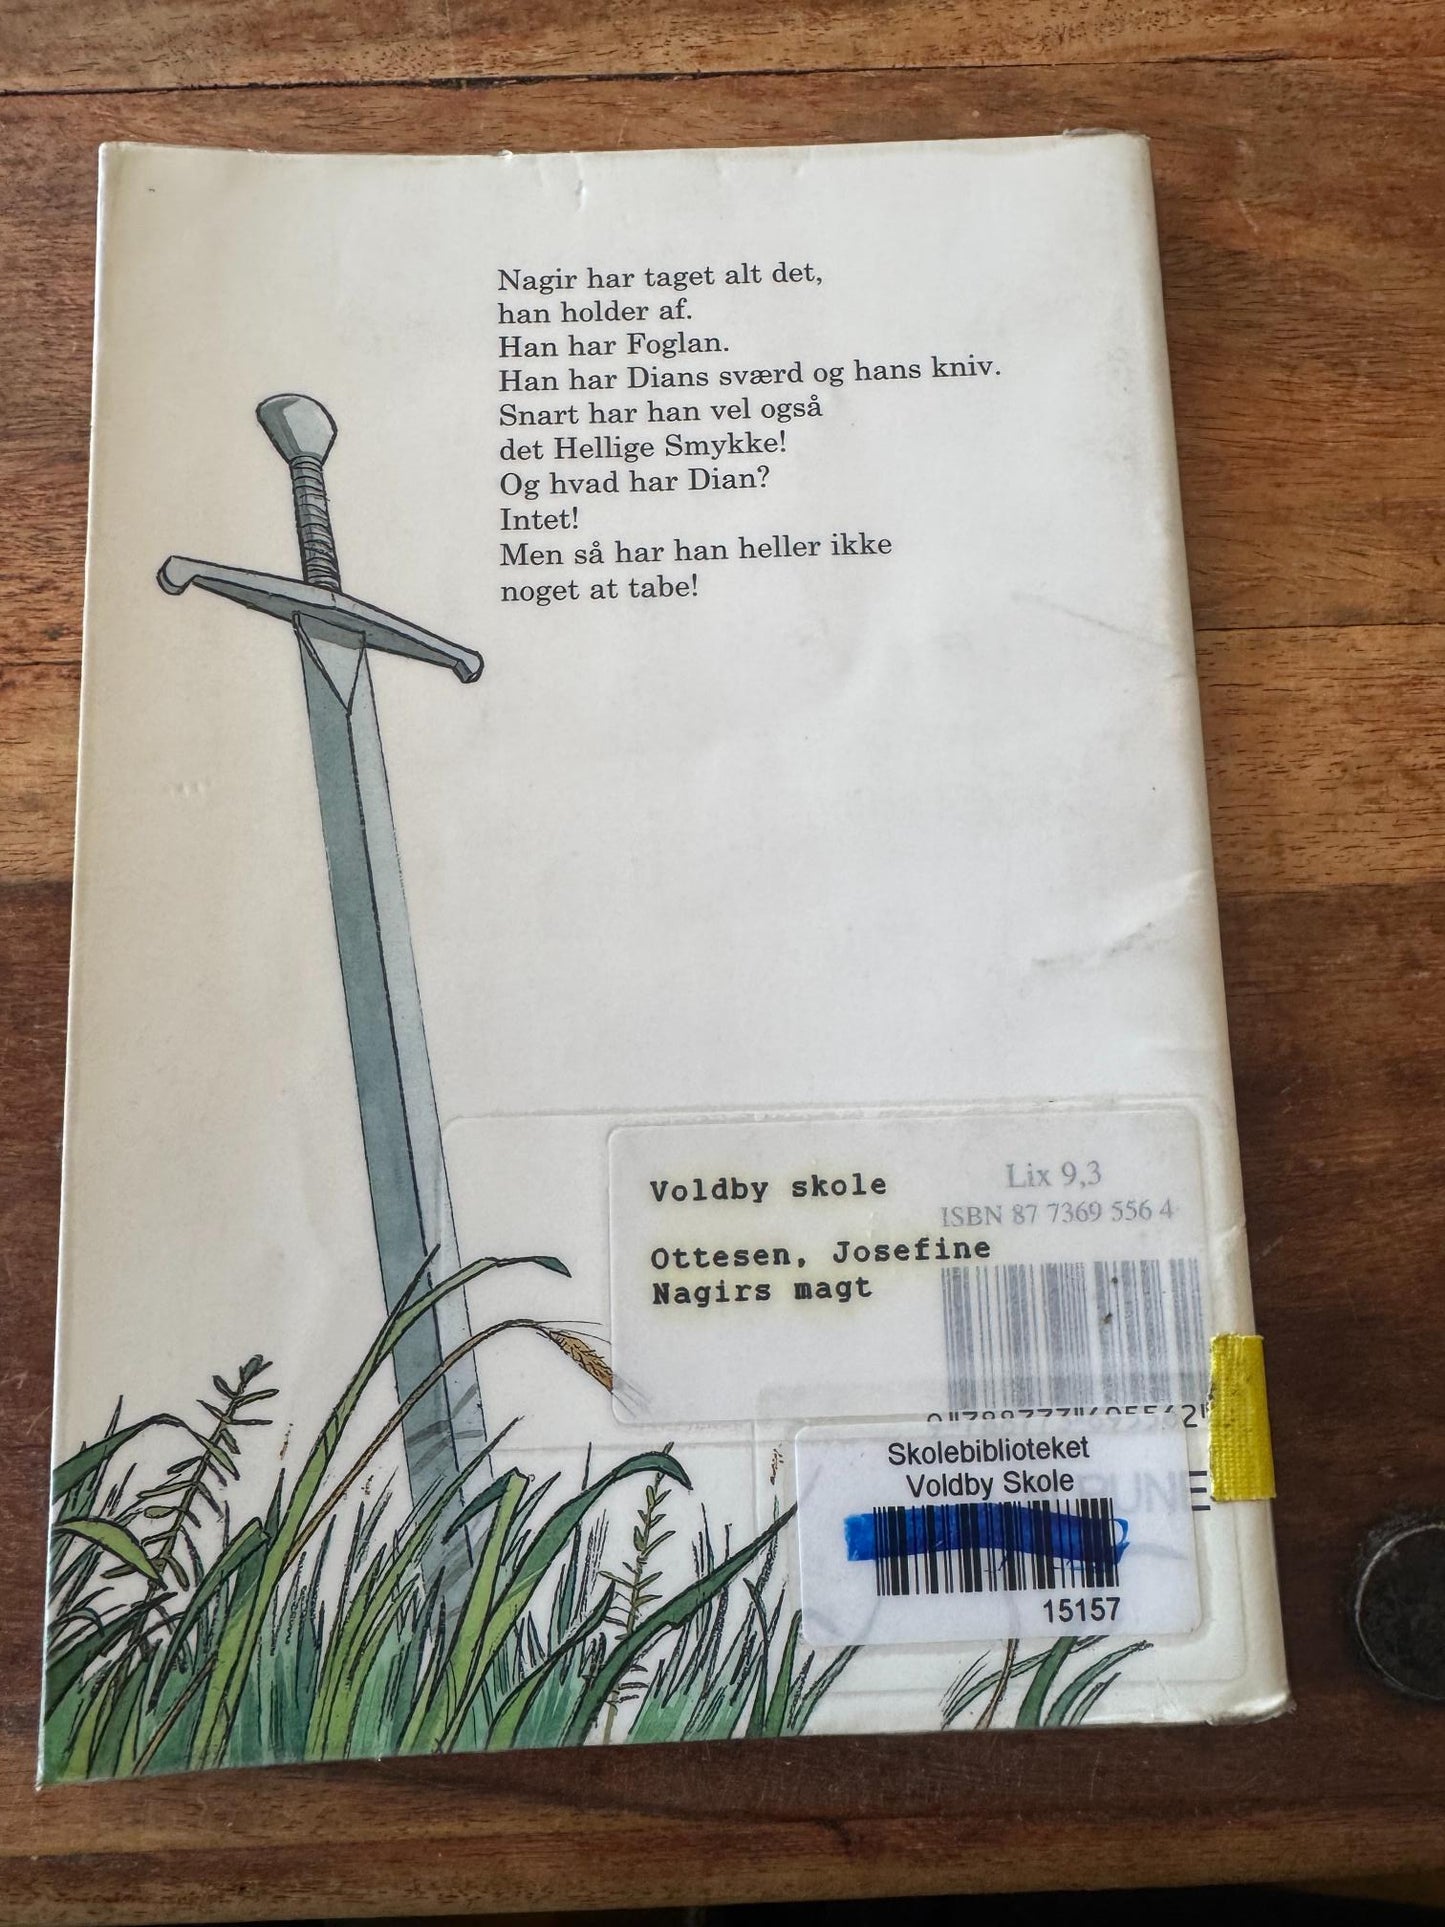 Nagir har taget alt det,
han holder af.
Han har Foglan.
Han har Dians sværd og hans kniv.
Snart har han vel også
det Hellige Smykke!
Og hvad har Dian?
Intet!
Men så har han heller ikke
noget at tabe!
Voldby skole
Lix 9,3
ISBN 87 7369 556 4
Ottesen, Josefine
Nagirs magt
Skolebiblioteket
Voldby Skole
15157